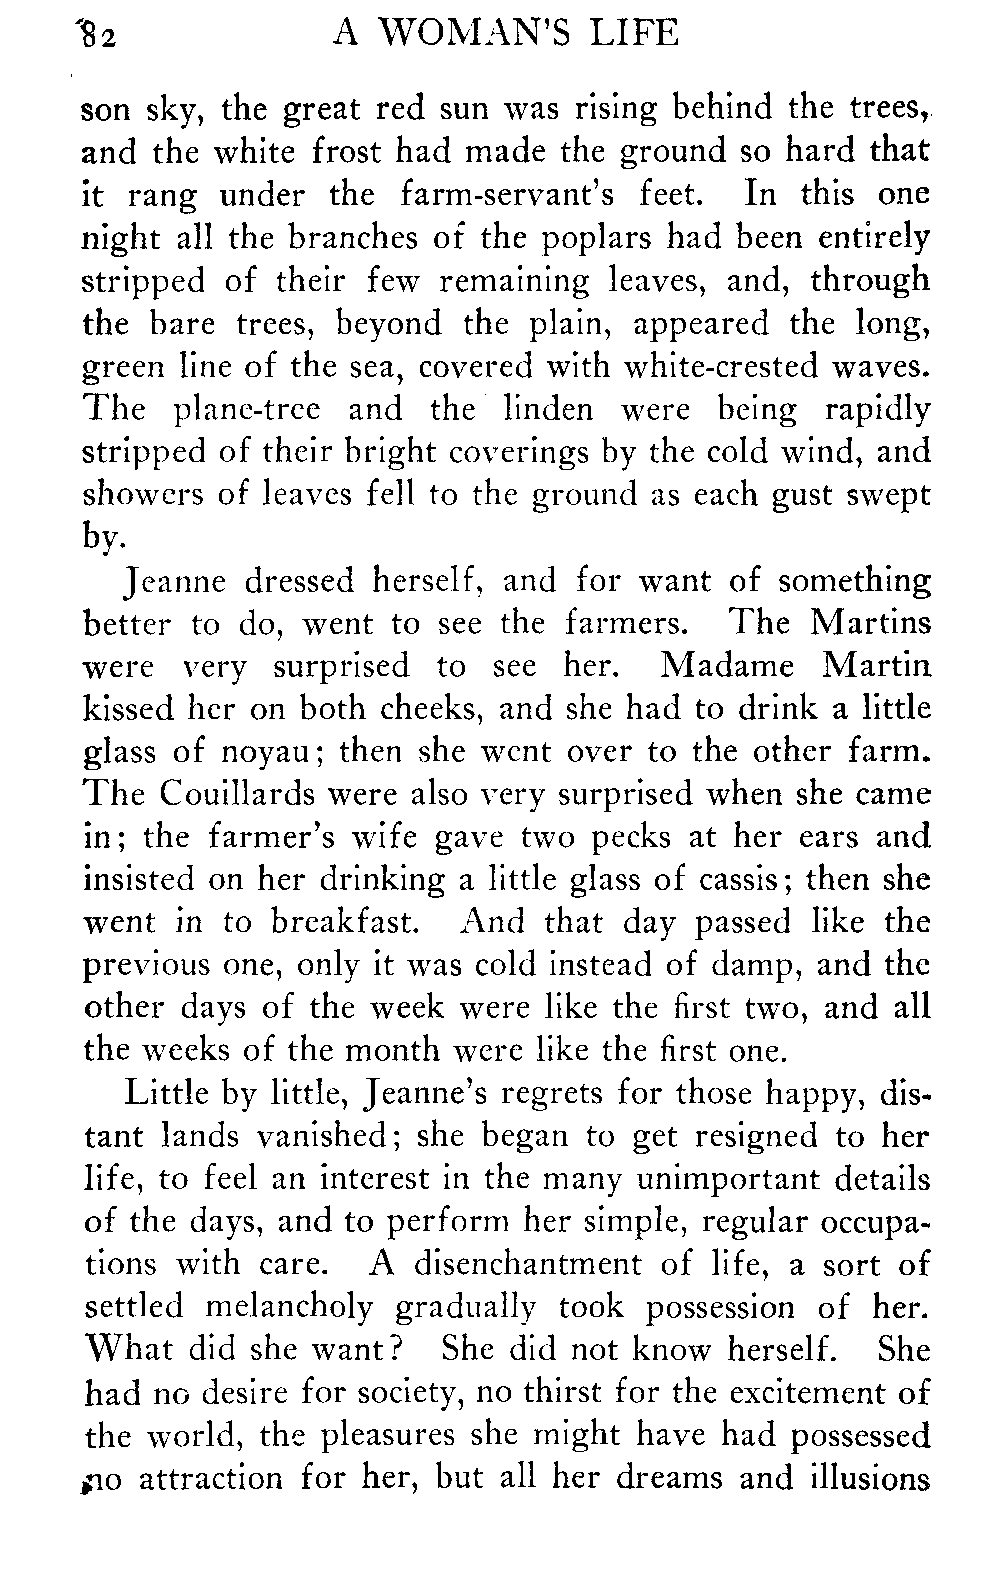 82 A WOMAN'S LIFE
son sky, the great red sun was rising behind the trees,
and the white frost had made the ground so hard that
it rang under the farm-servant's feet. In this one
night all the branches of the poplars had been entirely
stripped of their few remaining leaves, and, through
the bare trees, beyond the plain, appeared the long,
green line of the sea, covered with white-crested waves.
The plane-tree and the linden were being rapidly
stripped of their bright coverings by the cold wind, and
showers of leaves fell to the ground as each gust swept
by.
Jeanne dressed herself, and for want of something
better to do, went to see the farmers. The Martins
were very surprised to see her. Madame Martin
kissed her on both cheeks, and she had to drink a little
glass of noyau; then she went over to the other farm.
The Couillards were also very surprised when she came
in; the farmer's wife gave two pecks at her ears and
insisted on her drinking a little glass of cassis; then she
went in to breakfast. And that day passed like the
previous one, only it was cold instead of damp, and the
other days of the week were like the first two, and all
the weeks of the month were like the first one.
Little by little, Jeanne's regrets for those happy, dis-
tant lands vanished; she began to get resigned to her
life, to feel an interest in the many unimportant details
of the days, and to perform her simple, regular occupa-
tions with care. A disenchantment of life, a sort of
settled melancholy gradually took possession of her.
What did she want? She did not know herself. She
had no desire for society, no thirst for the excitement of
the world, the pleasures she might have had possessed
no attraction for her, but all her dreams and illusions